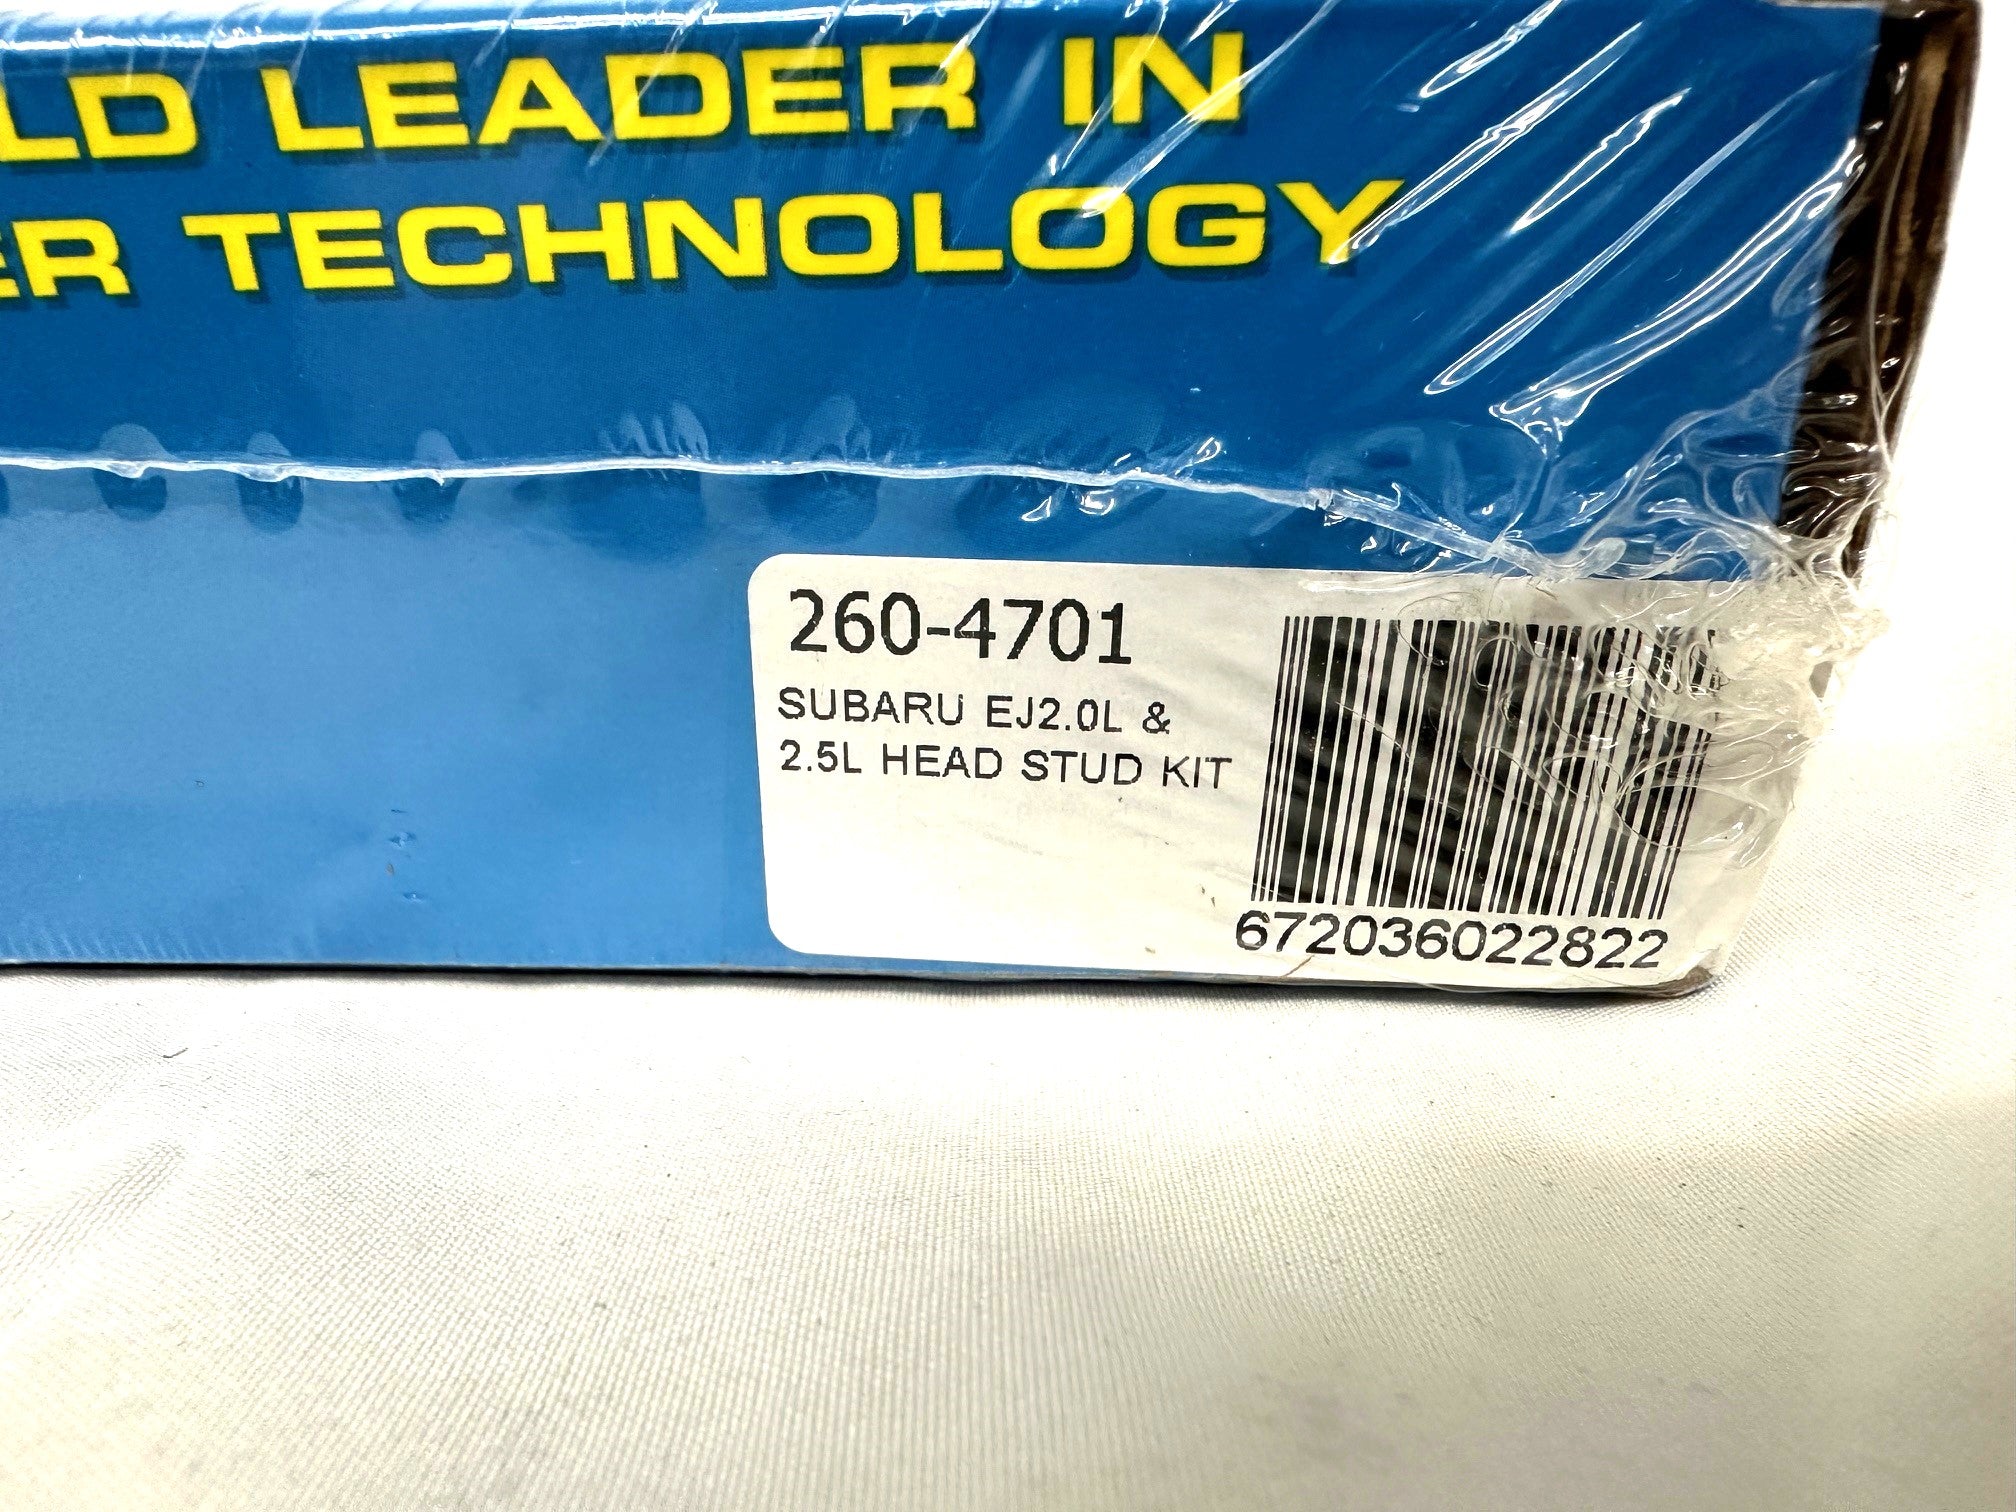 LD LEADER IN
ER TECHNOLOGY
260-4701
SUBARU EJ2.0L &
2.5L HEAD STUD KIT
672036022822